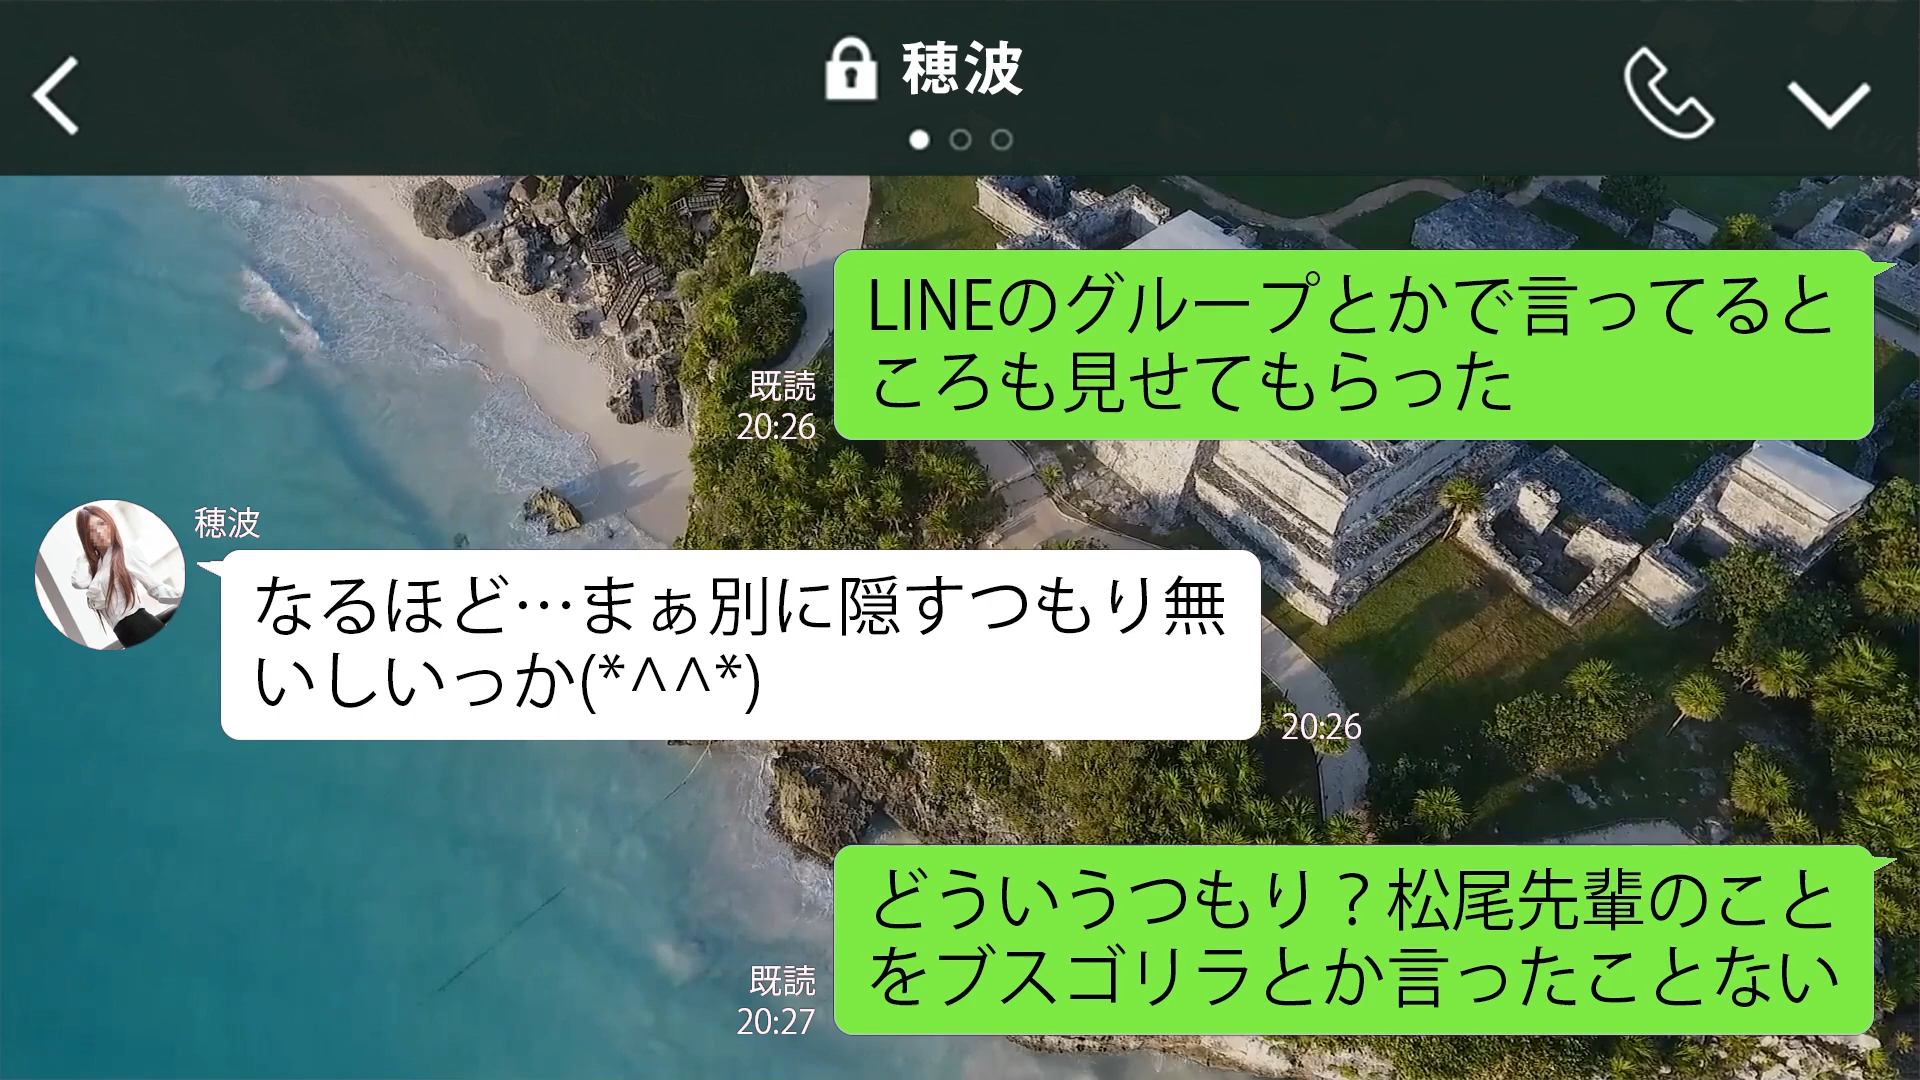 穂波
LINEのグループとかで言ってると
ころも見せてもらった
既読
20:26
穂波
なるほど…まぁ別に隠すつもり無
いしいっか(*^^*)
20:26
どういうつもり？松尾先輩のこと
をブスゴリラとか言ったことない
既読
20:27